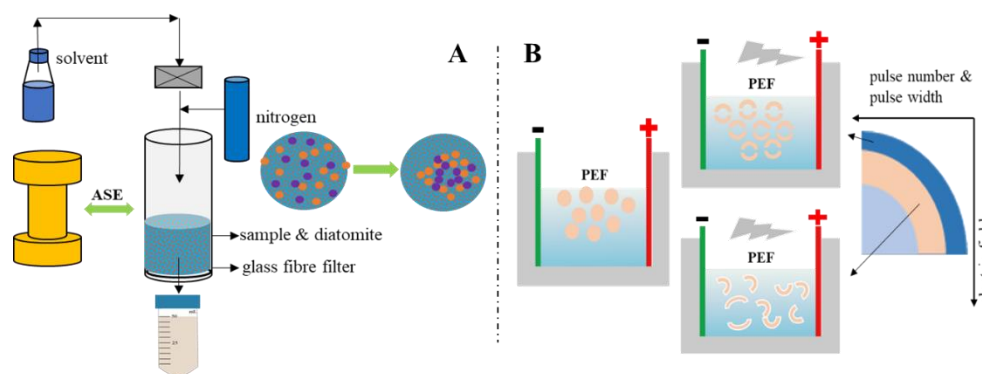 solvent
A
nitrogen
ASE
sample & diatomite
glass fibre filter
B
-
+
PEF
-
+
PEF
-
+
PEF
pulse number &
pulse width